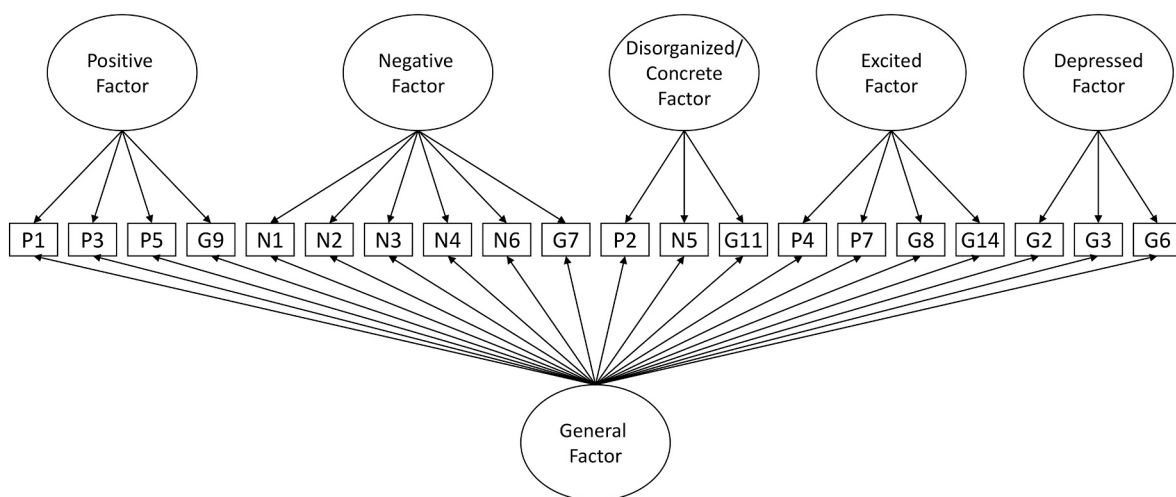 Positive
Factor
Negative
Factor
Disorganized/
Concrete
Factor
Excited
Factor
Depressed
Factor
P1 P3 P5 G9 N1 N2 N3 N4 N6 G7 P2 N5 G11 P4 P7 G8 G14 G2 G3 G6
General
Factor